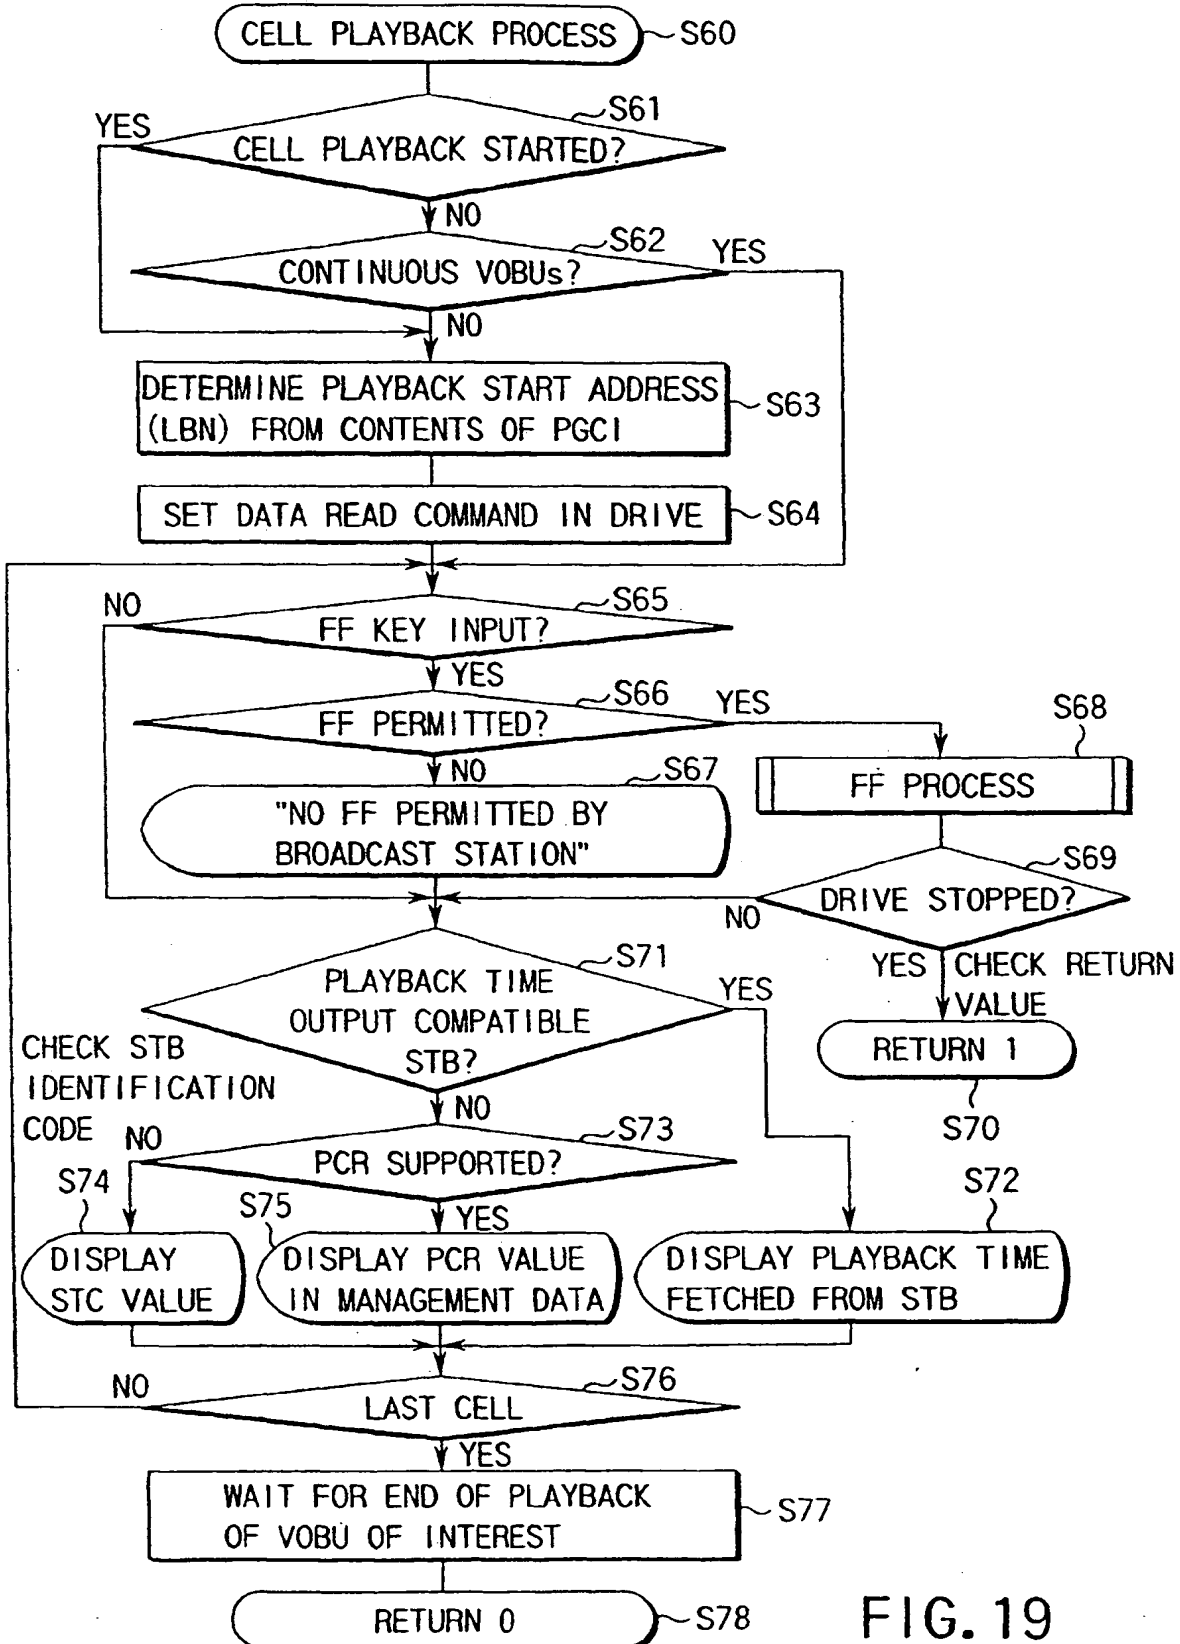 CELL PLAYBACK PROCESS
S60
S61
YES
CELL PLAYBACK STARTED?
NO
S62
YES
CONTINUOUS VOBUs?
NO
DETERMINE PLAYBACK START ADDRESS
(LBN) FROM CONTENTS OF PGCI
S63
SET DATA READ COMMAND IN DRIVE
S64
NO
S65
FF KEY INPUT?
YES
S66
YES
FF PERMITTED?
S68
NO
S67
FF PROCESS
"NO FF PERMITTED BY
BROADCAST STATION"
S69
DRIVE STOPPED?
NO
YES
CHECK RETURN
VALUE
S71
PLAYBACK TIME
OUTPUT COMPATIBLE
STB?
YES
RETURN 1
S70
CHECK STB
IDENTIFICATION
CODE
NO
NO
S73
PCR SUPPORTED?
S74
S75
YES
S72
DISPLAY
STC VALUE
DISPLAY PCR VALUE
IN MANAGEMENT DATA
DISPLAY PLAYBACK TIME
FETCHED FROM STB
NO
S76
LAST CELL
YES
WAIT FOR END OF PLAYBACK
OF VOBU OF INTEREST
S77
RETURN 0
S78
FIG. 19